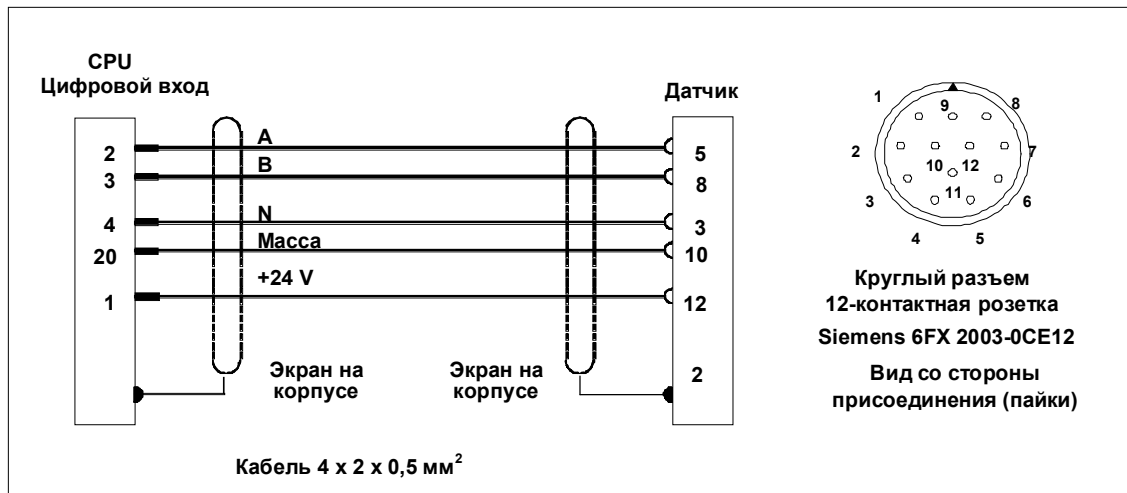 CPU
Цифровой вход
Датчик
2
A
5
3
B
8
4
N
3
20
Масса
10
1
+24 V
12
Экран на
корпусе
Экран на
корпусе
2
Кабель 4 x 2 x 0,5 мм²
1
9
8
2
10
12
7
3
11
6
4
5
Круглый разъем
12-контактная розетка
Siemens 6FX 2003-0CE12
Вид со стороны
присоединения (пайки)